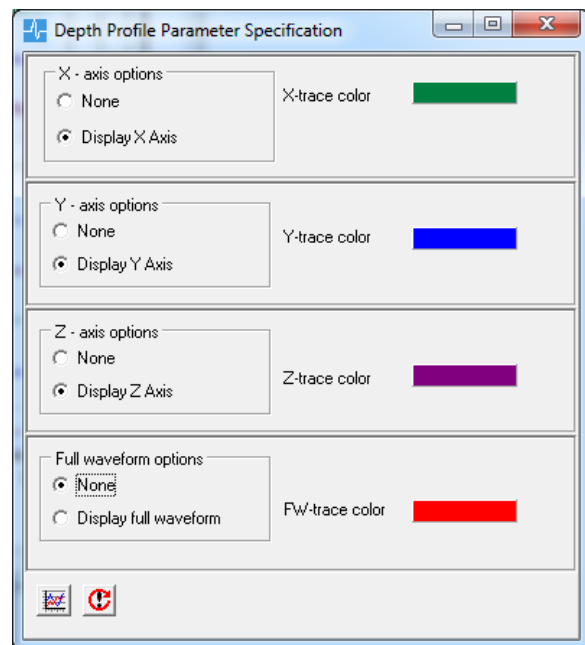 Depth Profile Parameter Specification
X - axis options
None
X-trace color
Display X Axis
Y - axis options
None
Y-trace color
Display Y Axis
Z - axis options
None
Z-trace color
Display Z Axis
Full waveform options
None
FW-trace color
Display full waveform